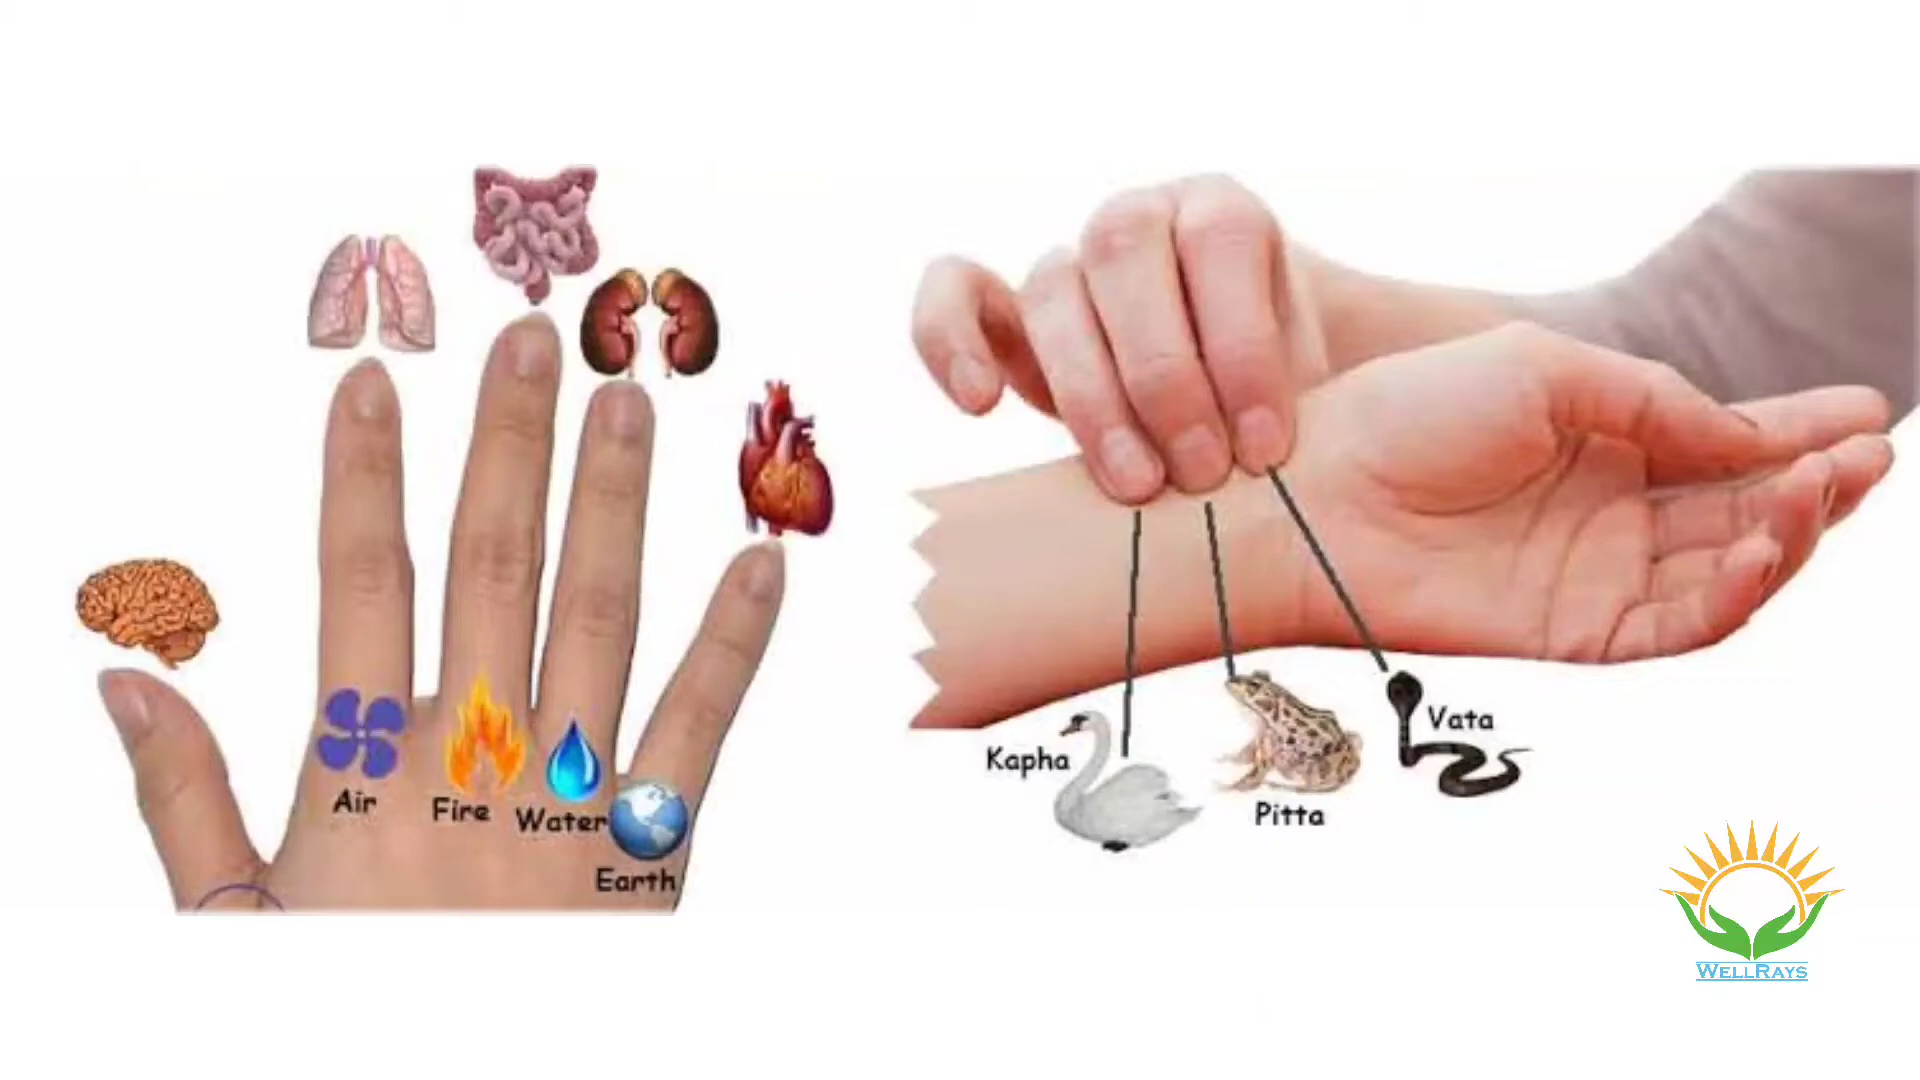 Air
Fire
Water
Earth
Kapha
Pitta
Vata
WELLRAYS